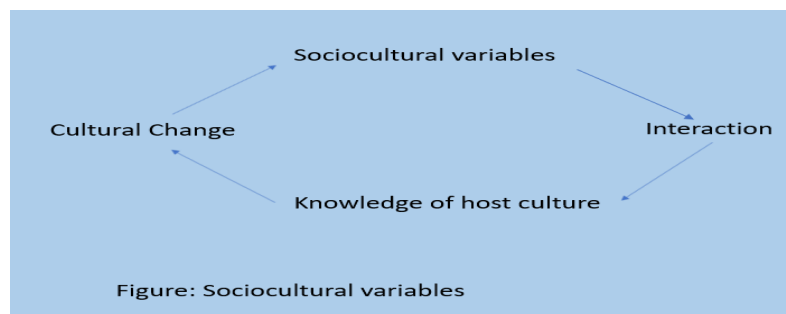 Sociocultural variables
Cultural Change
Interaction
Knowledge of host culture
Figure: Sociocultural variables